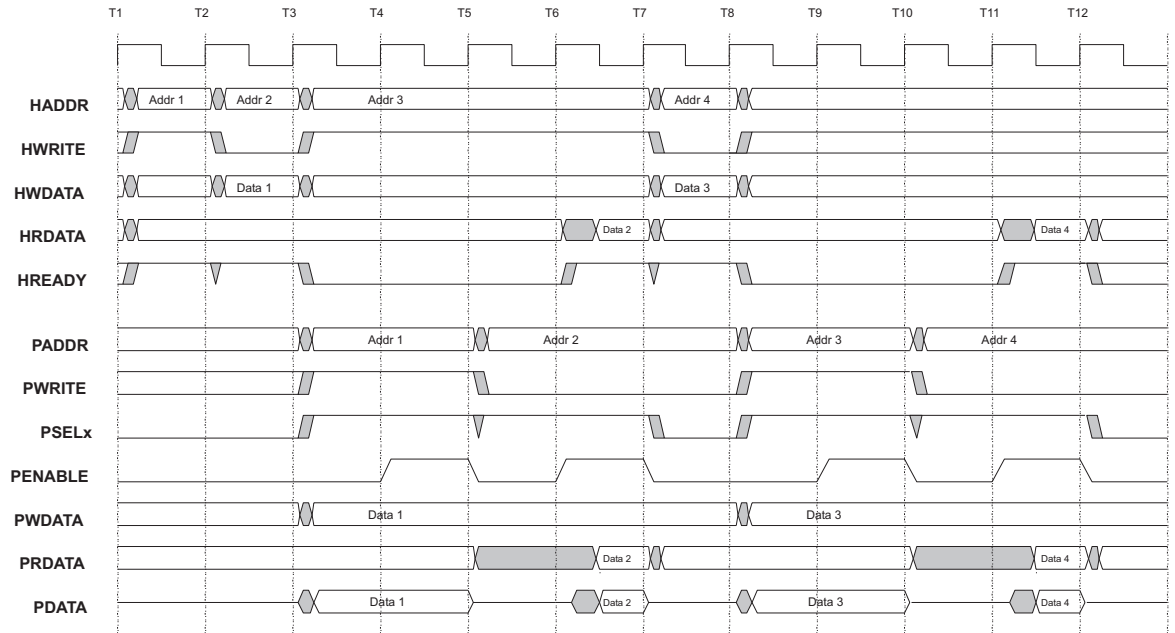 T1 T2 T3 T4 T5 T6 T7 T8 T9 T10 T11 T12
HADDR Addr 1 Addr 2 Addr 3 Addr 4
HWRITE
HWDATA Data 1 Data 3
HRDATA Data 2 Data 4
HREADY
PADDR Addr 1 Addr 2 Addr 3 Addr 4
PWRITE
PSELx
PENABLE
PWDATA Data 1 Data 3
PRDATA Data 2 Data 4
PDATA Data 1 Data 2 Data 3 Data 4